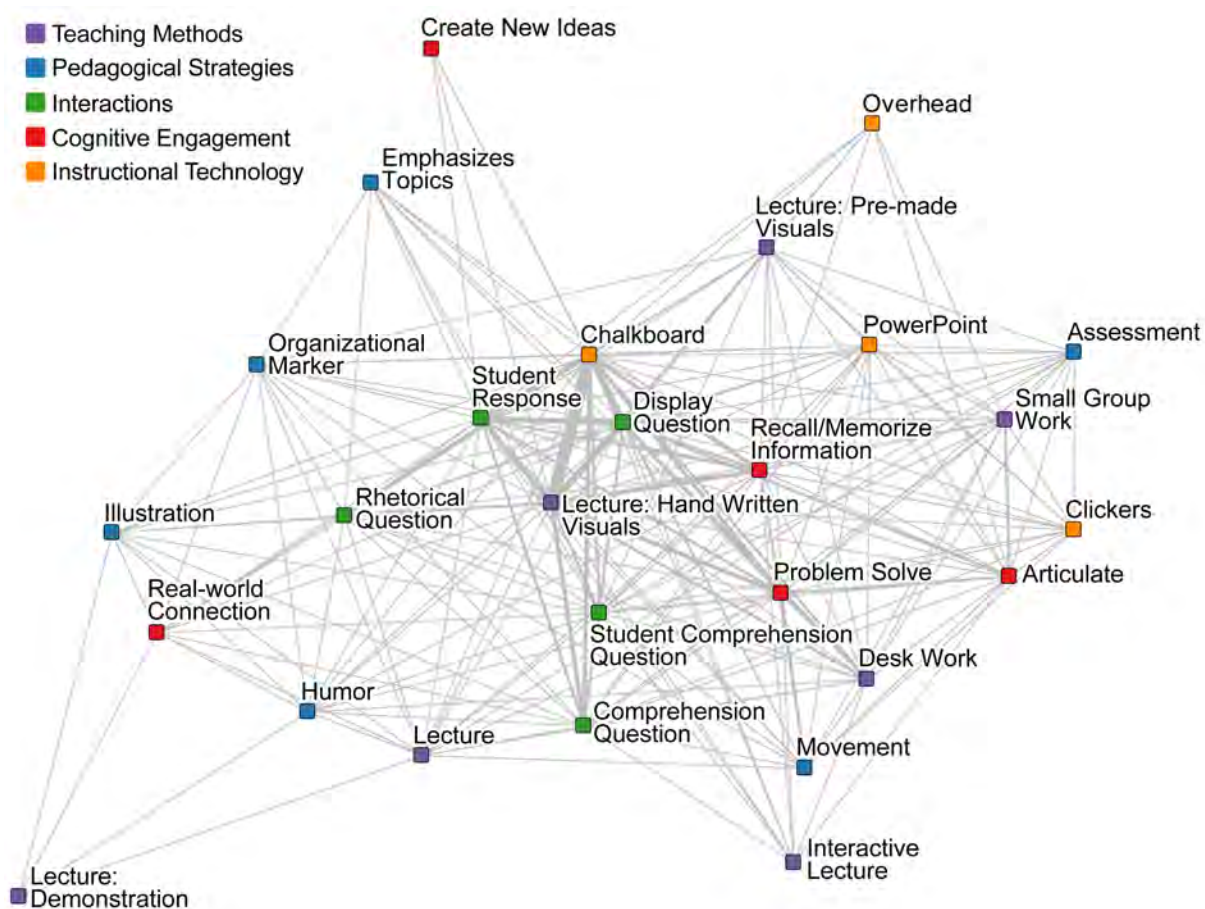 Teaching Methods
Pedagogical Strategies
Interactions
Cognitive Engagement
Instructional Technology
Create New Ideas
Overhead
Emphasizes
Topics
Lecture: Pre-made
Visuals
Organizational
Marker
Chalkboard
PowerPoint
Assessment
Student
Response
Display
Question
Recall/Memorize
Information
Small Group
Work
Illustration
Rhetorical
Question
Lecture: Hand Written
Visuals
Clickers
Real-world
Connection
Problem Solve
Articulate
Student Comprehension
Question
Desk Work
Humor
Lecture
Comprehension
Question
Movement
Interactive
Lecture
Lecture:
Demonstration